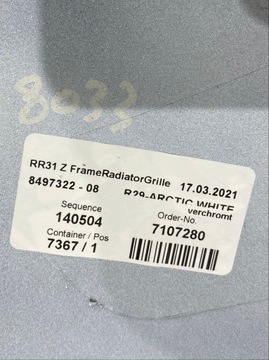 8033
RR31 Z FrameRadiatorGrille 17.03.2021
8497322 - 08 R29-ARCTIC WHITE
verchromt
Sequence Order-No.
140504 7107280
Container / Pos
7367 / 1